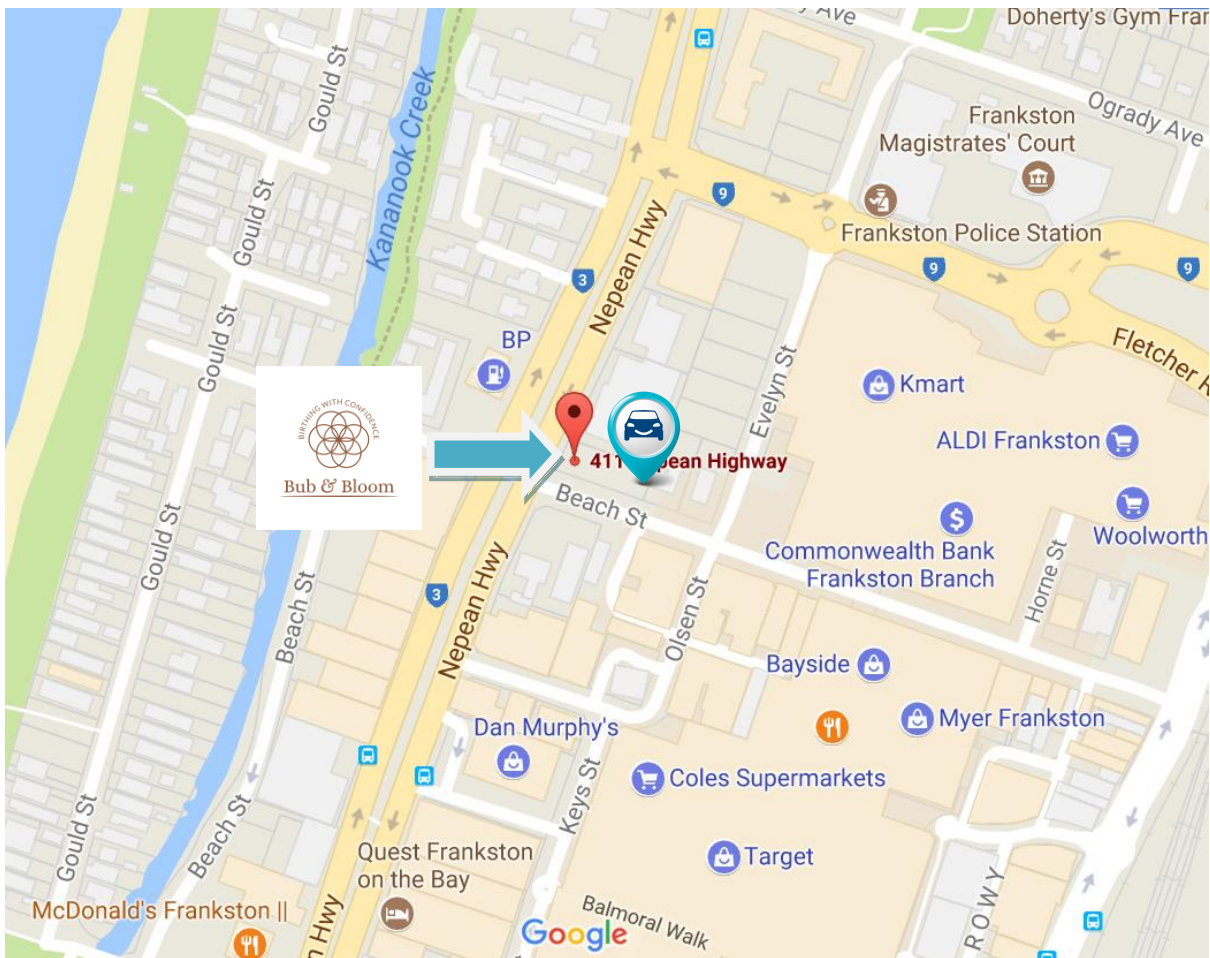 y Ave
Doherty's Gym Fran
Ogrady Ave
Gould St
Kananook Creek
Frankston
Magistrates' Court
9
Frankston Police Station
Gould St
3
Nepean Hwy
9
9
Fletcher R
Gould St
BP
Evelyn St
Kmart
BIRTHING WITH CONFIDENCE
Bub & Bloom
ALDI Frankston
411
pean Highway
Beach St
Woolworth
Commonwealth Bank
Frankston Branch
Horne St
Gould St
3
Beach St
Nepean Hwy
Olsen St
Bayside
Myer Frankston
Dan Murphy's
Coles Supermarkets
Keys St
Gould St
Beach St
Quest Frankston
on the Bay
Target
McDonald's Frankston ||
n Hwy
Google
Balmoral Walk
ROWY